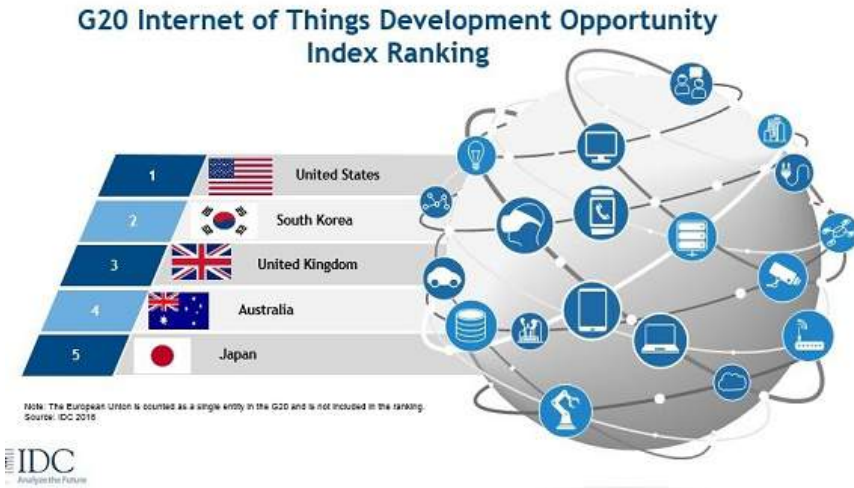 G20 Internet of Things Development Opportunity
Index Ranking
1 United States
2 South Korea
3 United Kingdom
4 Australia
5 Japan
Note: The European Union is counted as a single entity in the G20 and is not included in the ranking.
Source: IDC 2016
IDC
Analyze the Future